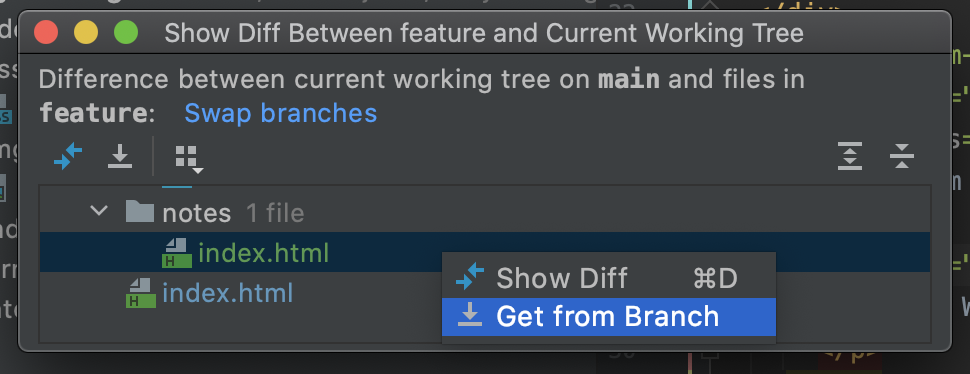 Show Diff Between feature and Current Working Tree
Difference between current working tree on main and files in
feature: Swap branches
notes 1 file
index.html
index.html
Show Diff ⌘D
Get from Branch